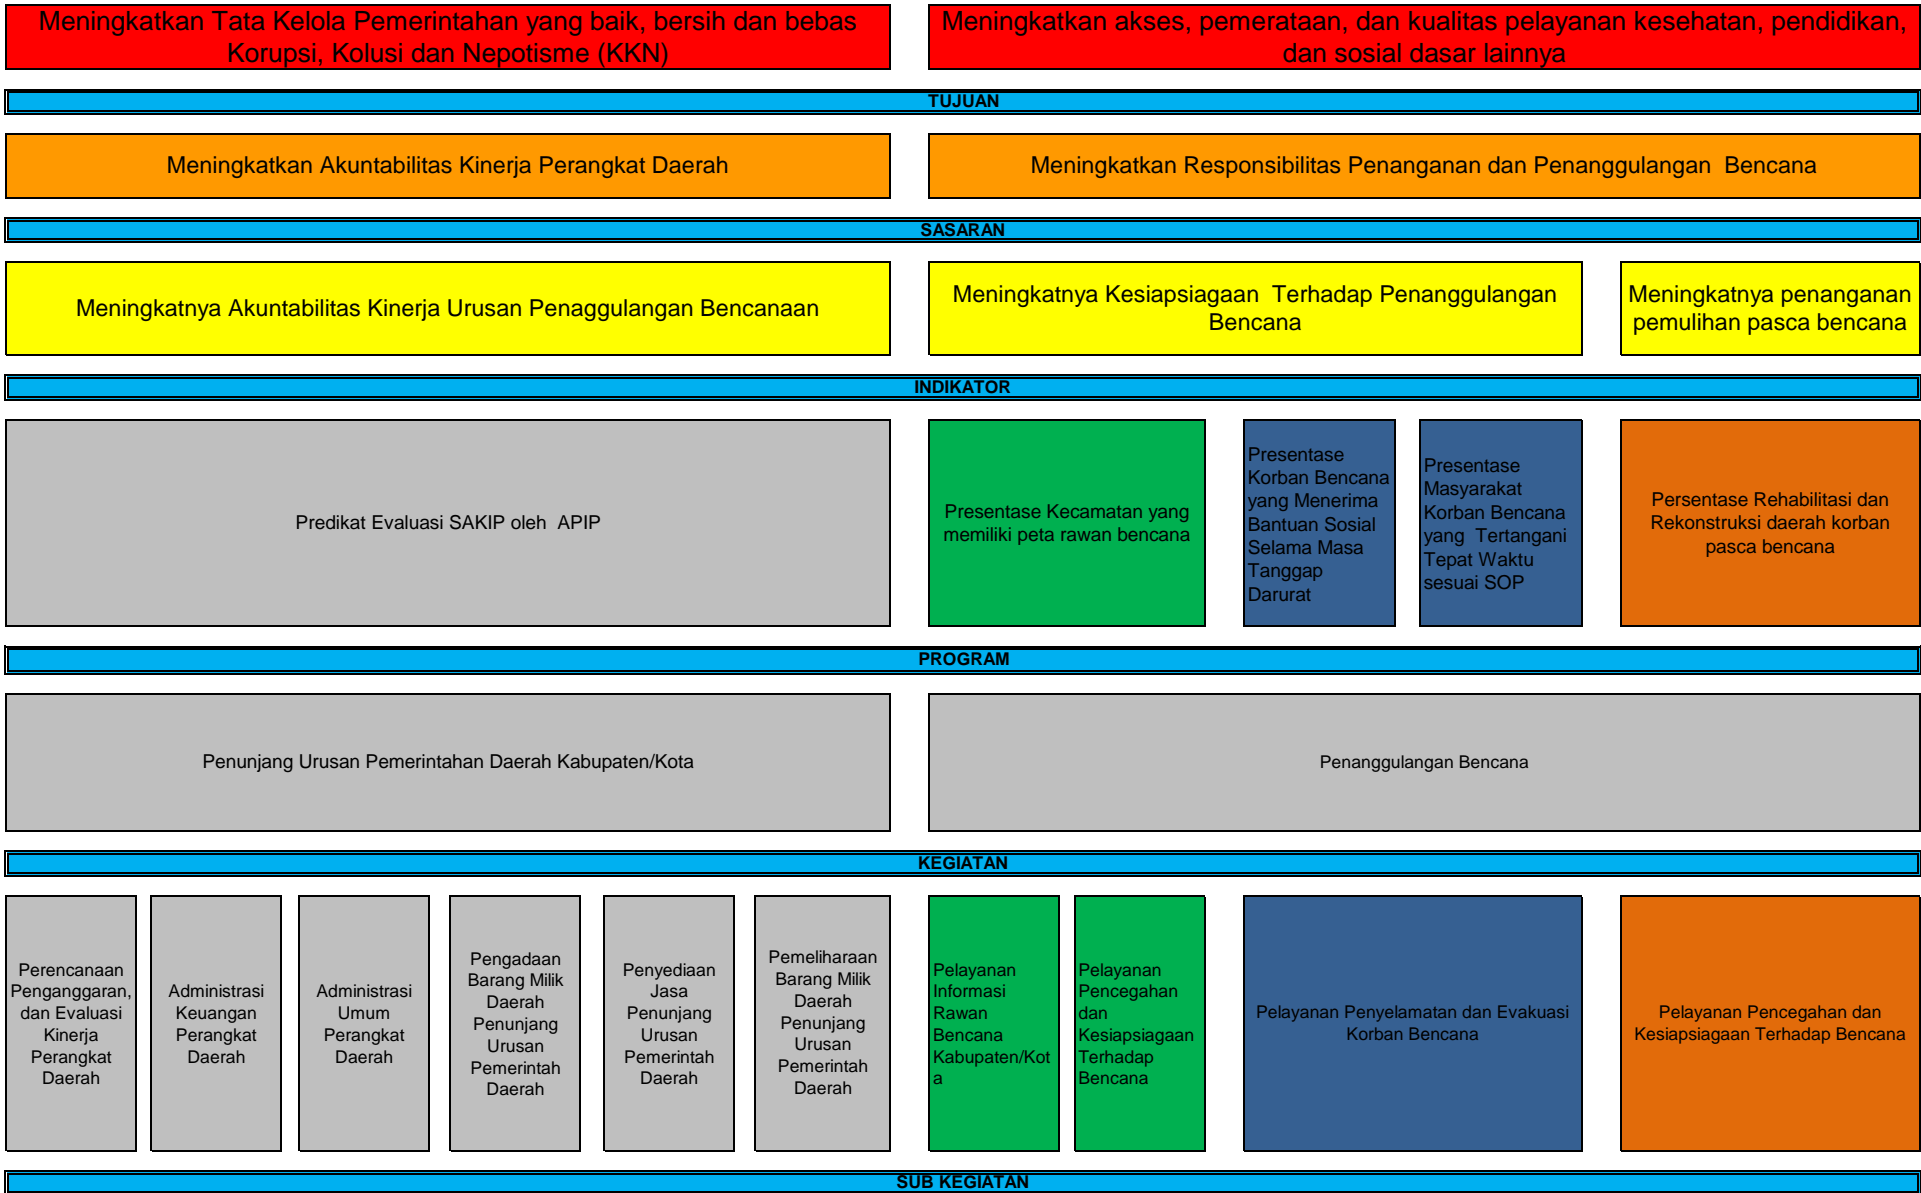 Meningkatkan Tata Kelola Pemerintahan yang baik, bersih dan bebas
Korupsi, Kolusi dan Nepotisme (KKN)
Meningkatkan akses, pemerataan, dan kualitas pelayanan kesehatan, pendidikan,
dan sosial dasar lainnya
TUJUAN
Meningkatkan Akuntabilitas Kinerja Perangkat Daerah
Meningkatkan Responsibilitas Penanganan dan Penanggulangan  Bencana
SASARAN
Meningkatnya Akuntabilitas Kinerja Urusan Penaggulangan Bencanaan
Meningkatnya Kesiapsiagaan  Terhadap Penanggulangan
Bencana
Meningkatnya penanganan
pemulihan pasca bencana
INDIKATOR
Predikat Evaluasi SAKIP oleh  APIP
Presentase Kecamatan yang
memiliki peta rawan bencana
Presentase
Korban Bencana
yang Menerima
Bantuan Sosial
Selama Masa
Tanggap
Darurat
Presentase
Masyarakat
Korban Bencana
yang  Tertangani
Tepat Waktu
sesuai SOP
Persentase Rehabilitasi dan
Rekonstruksi daerah korban
pasca bencana
PROGRAM
Penunjang Urusan Pemerintahan Daerah Kabupaten/Kota
Penanggulangan Bencana
KEGIATAN
Perencanaan
Penganggaran,
dan Evaluasi
Kinerja
Perangkat
Daerah
Administrasi
Keuangan
Perangkat
Daerah
Administrasi
Umum
Perangkat
Daerah
Pengadaan
Barang Milik
Daerah
Penunjang
Urusan
Pemerintah
Daerah
Penyediaan
Jasa
Penunjang
Urusan
Pemerintah
Daerah
Pemeliharaan
Barang Milik
Daerah
Penunjang
Urusan
Pemerintah
Daerah
Pelayanan
Informasi
Rawan
Bencana
Kabupaten/Kot
a
Pelayanan
Pencegahan
dan
Kesiapsiagaan
Terhadap
Bencana
Pelayanan Penyelamatan dan Evakuasi
Korban Bencana
Pelayanan Pencegahan dan
Kesiapsiagaan Terhadap Bencana
SUB KEGIATAN